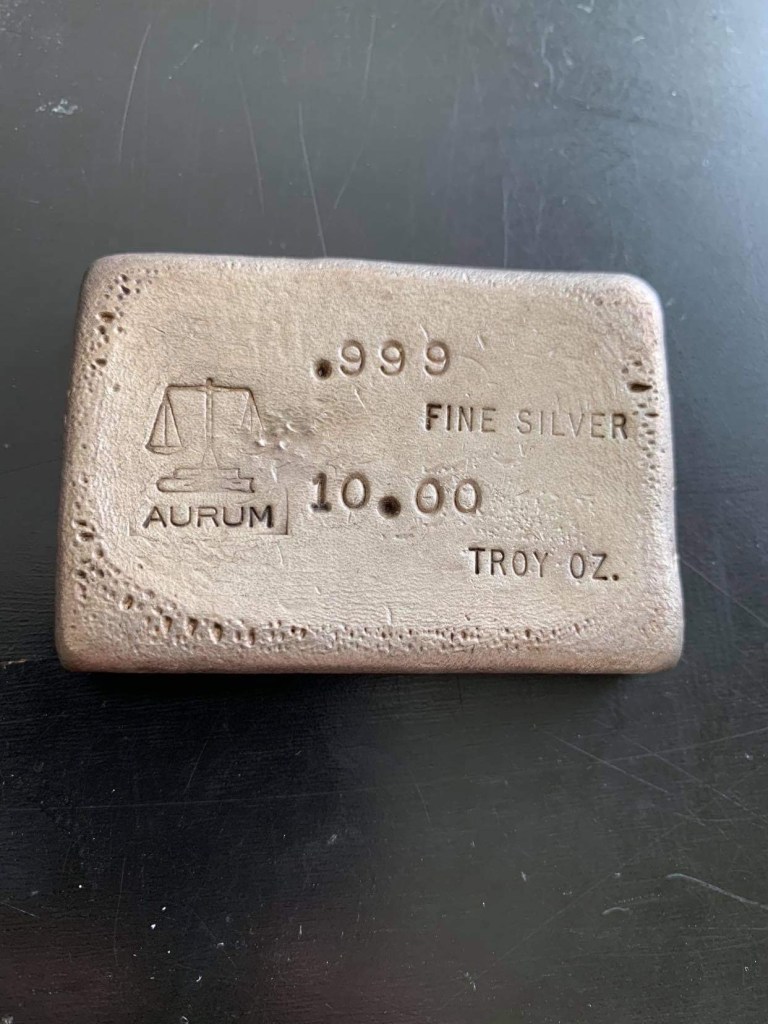 .999
FINE SILVER
AURUM
10.00
TROY OZ.